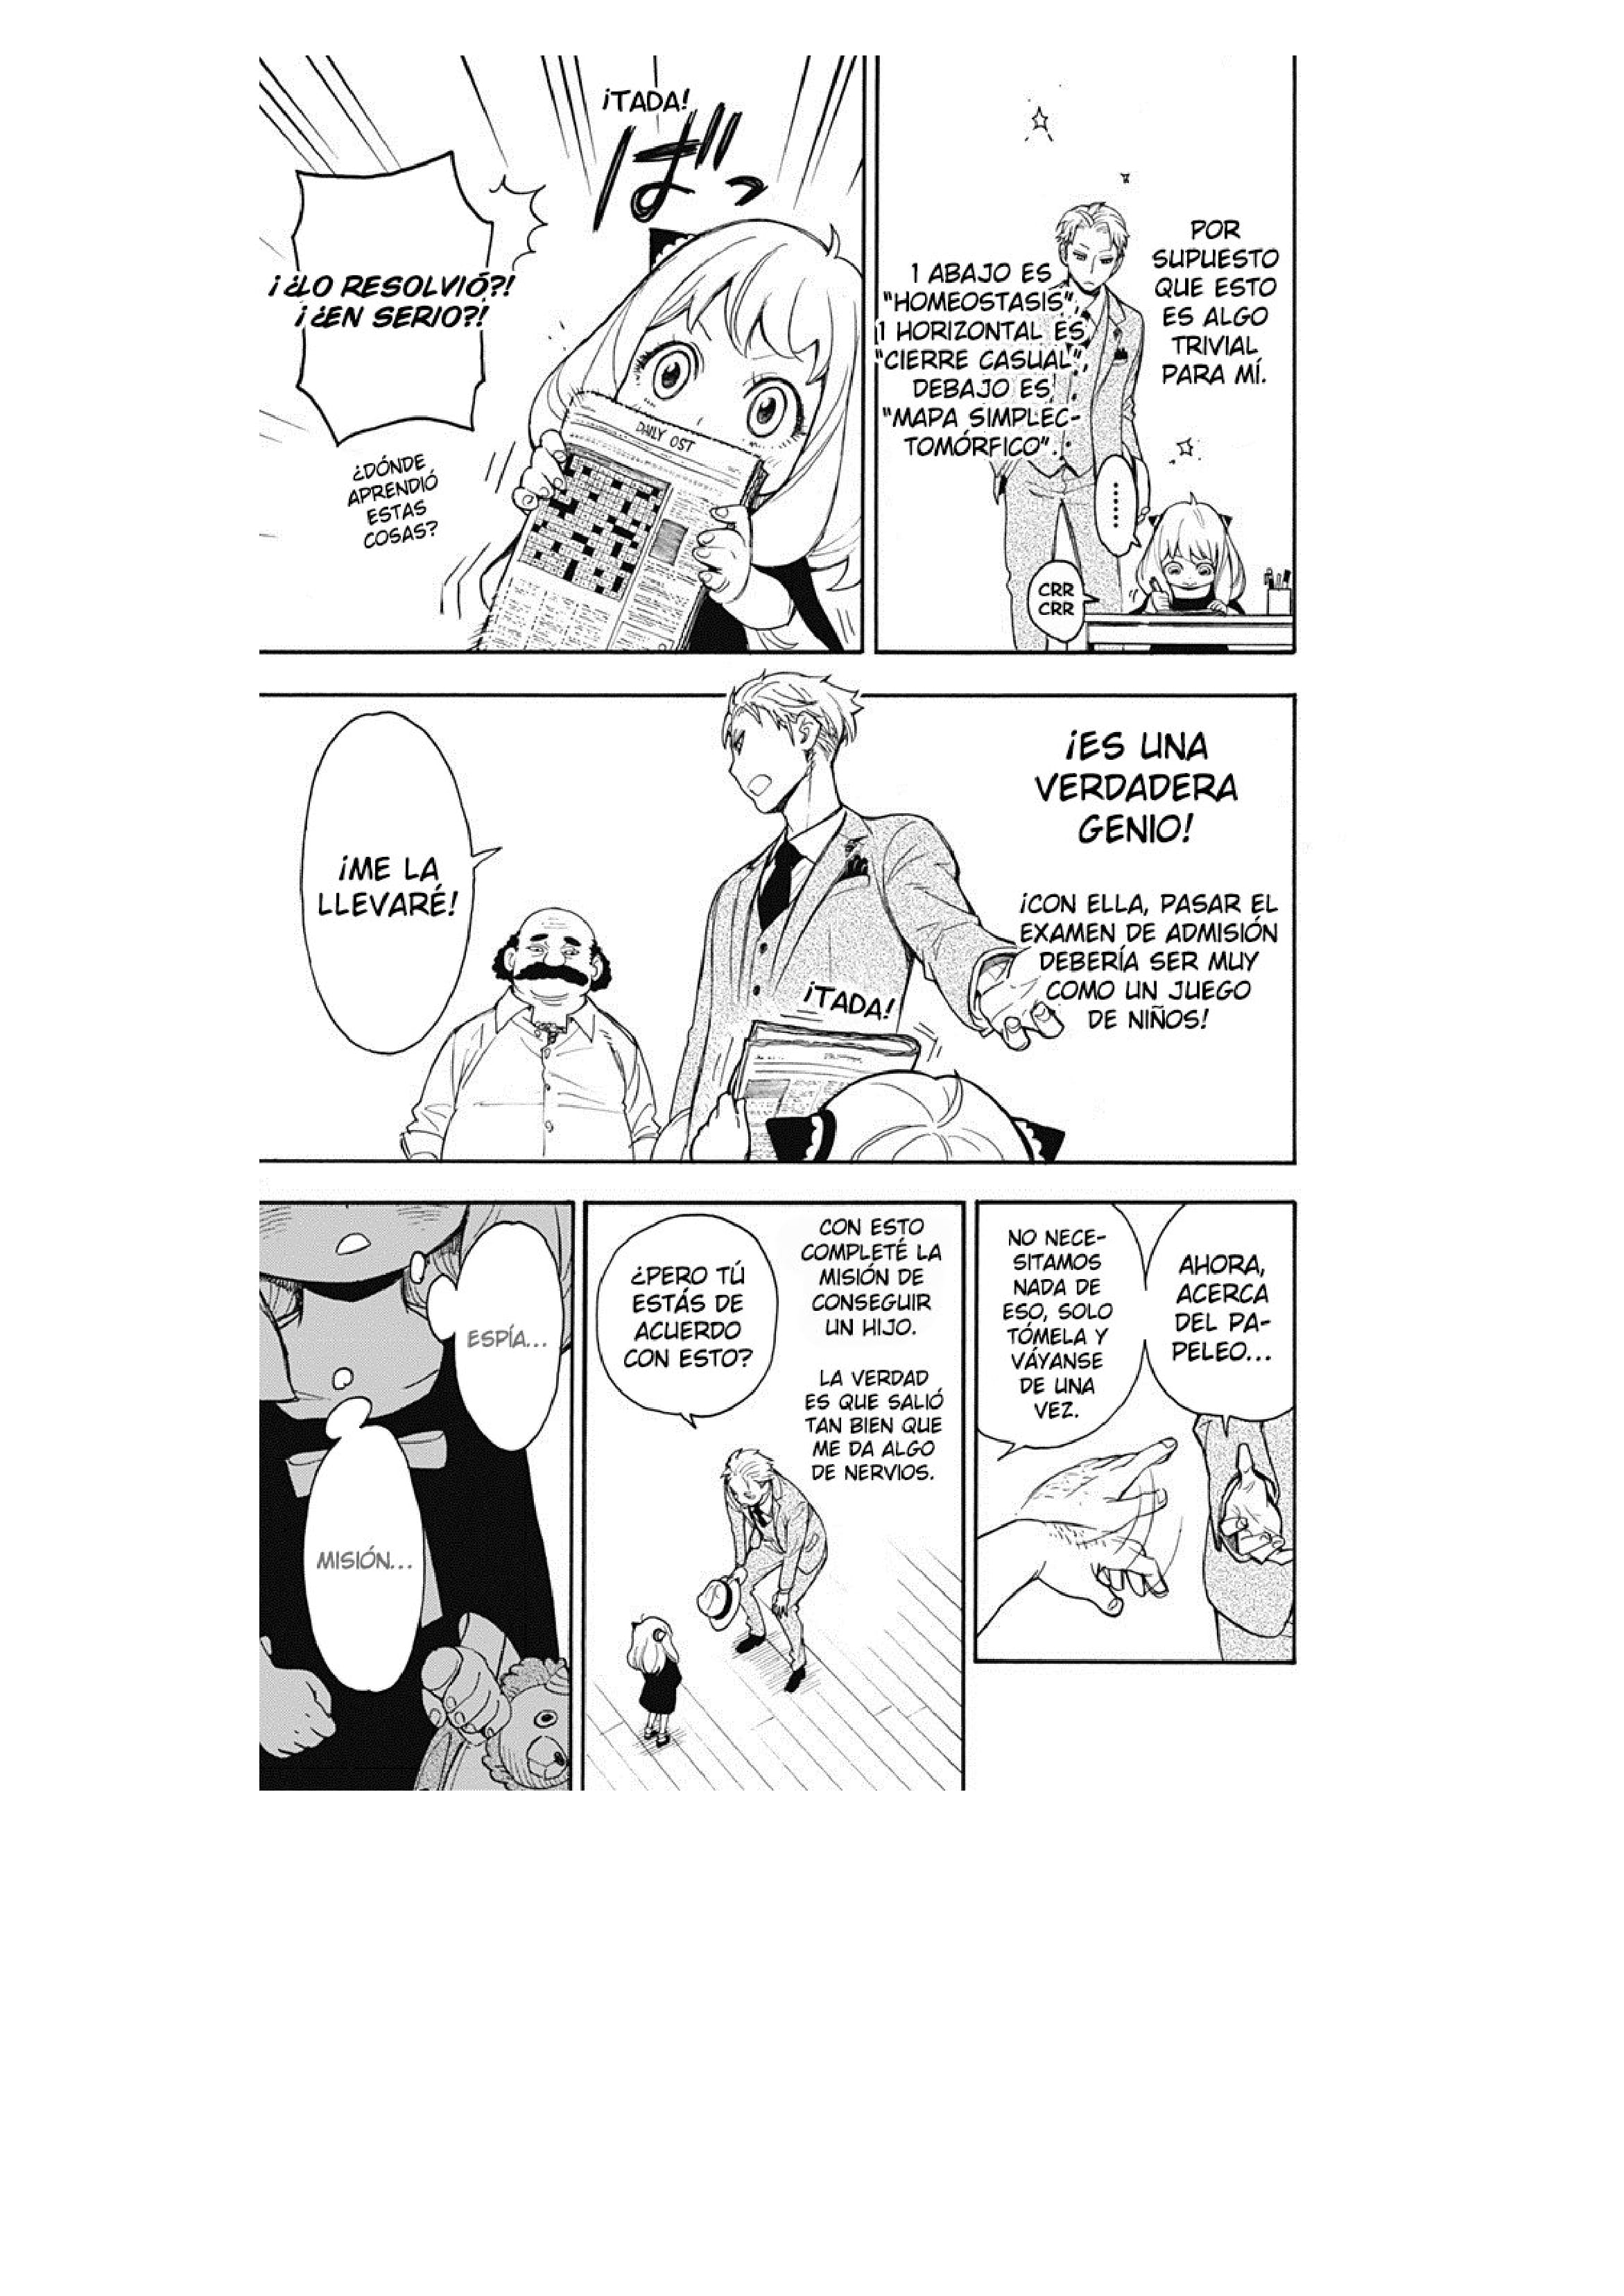 POR
SUPUESTO
QUE ESTO
ES ALGO
TRIVIAL
PARA MÍ.
1 ABAJO ES
"HOMEOSTASIS",
1 HORIZONTAL ES
"CIERRE CASUAL",
DEBAJO ES
"MAPA SIMPLEC-
TOMÓRFICO".
........
CRR
CRR
¡TADA!
ばっ
¡¿LO RESOLVIÓ?!
¡¿EN SERIO?!
DAILY OST
¿DÓNDE
APRENDIÓ
ESTAS
COSAS?
¡ES UNA
VERDADERA
GENIO!
¡CON ELLA, PASAR EL
EXAMEN DE ADMISIÓN
DEBERÍA SER MUY
COMO UN JUEGO
DE NIÑOS!
¡TADA!
¡ME LA
LLEVARÉ!
AHORA,
ACERCA
DEL PA-
PELEO...
NO NECE-
SITAMOS
NADA DE
ESO, SOLO
TÓMELA Y
VÁYANSE
DE UNA
VEZ.
CON ESTO
COMPLETÉ LA
MISIÓN DE
CONSEGUIR
UN HIJO.
LA VERDAD
ES QUE SALIÓ
TAN BIEN QUE
ME DA ALGO
DE NERVIOS.
¿PERO TÚ
ESTÁS DE
ACUERDO
CON ESTO?
ESPÍA...
MISIÓN...